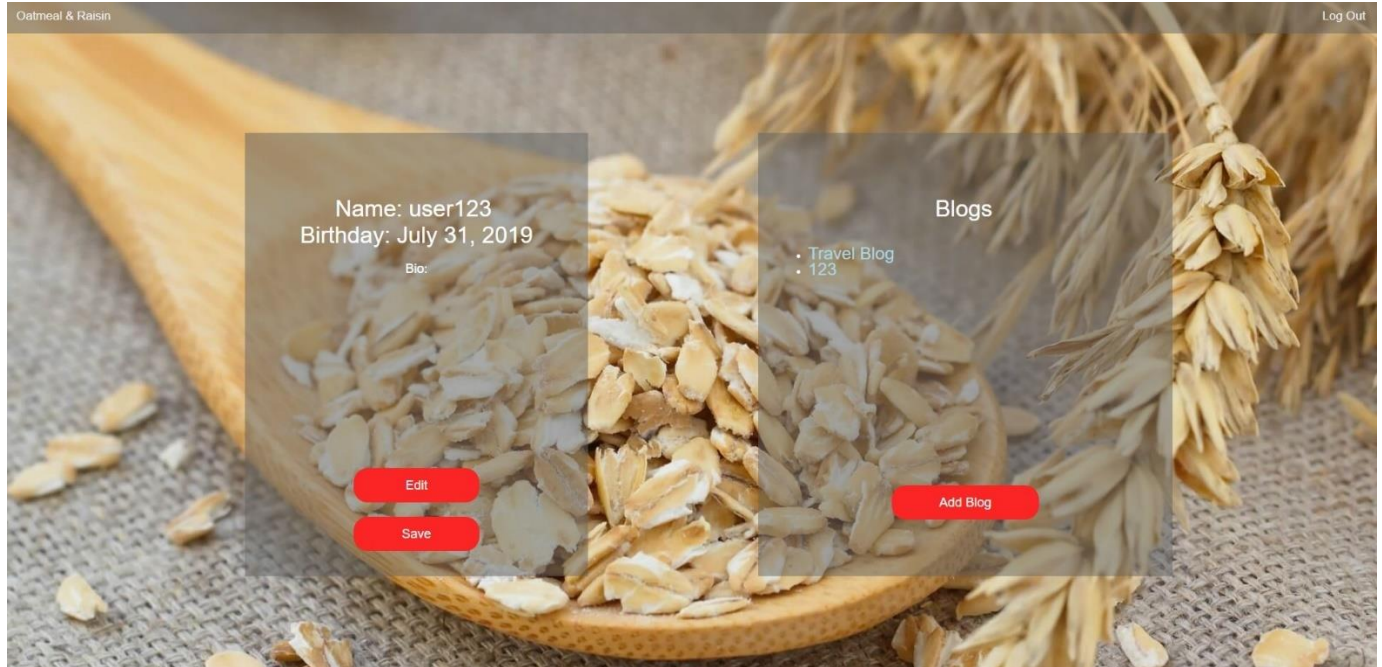 Oatmeal & Raisin
Log Out
Name: user123
Birthday: July 31, 2019
Bio:
Edit
Save
Blogs
Travel Blog
123
Add Blog